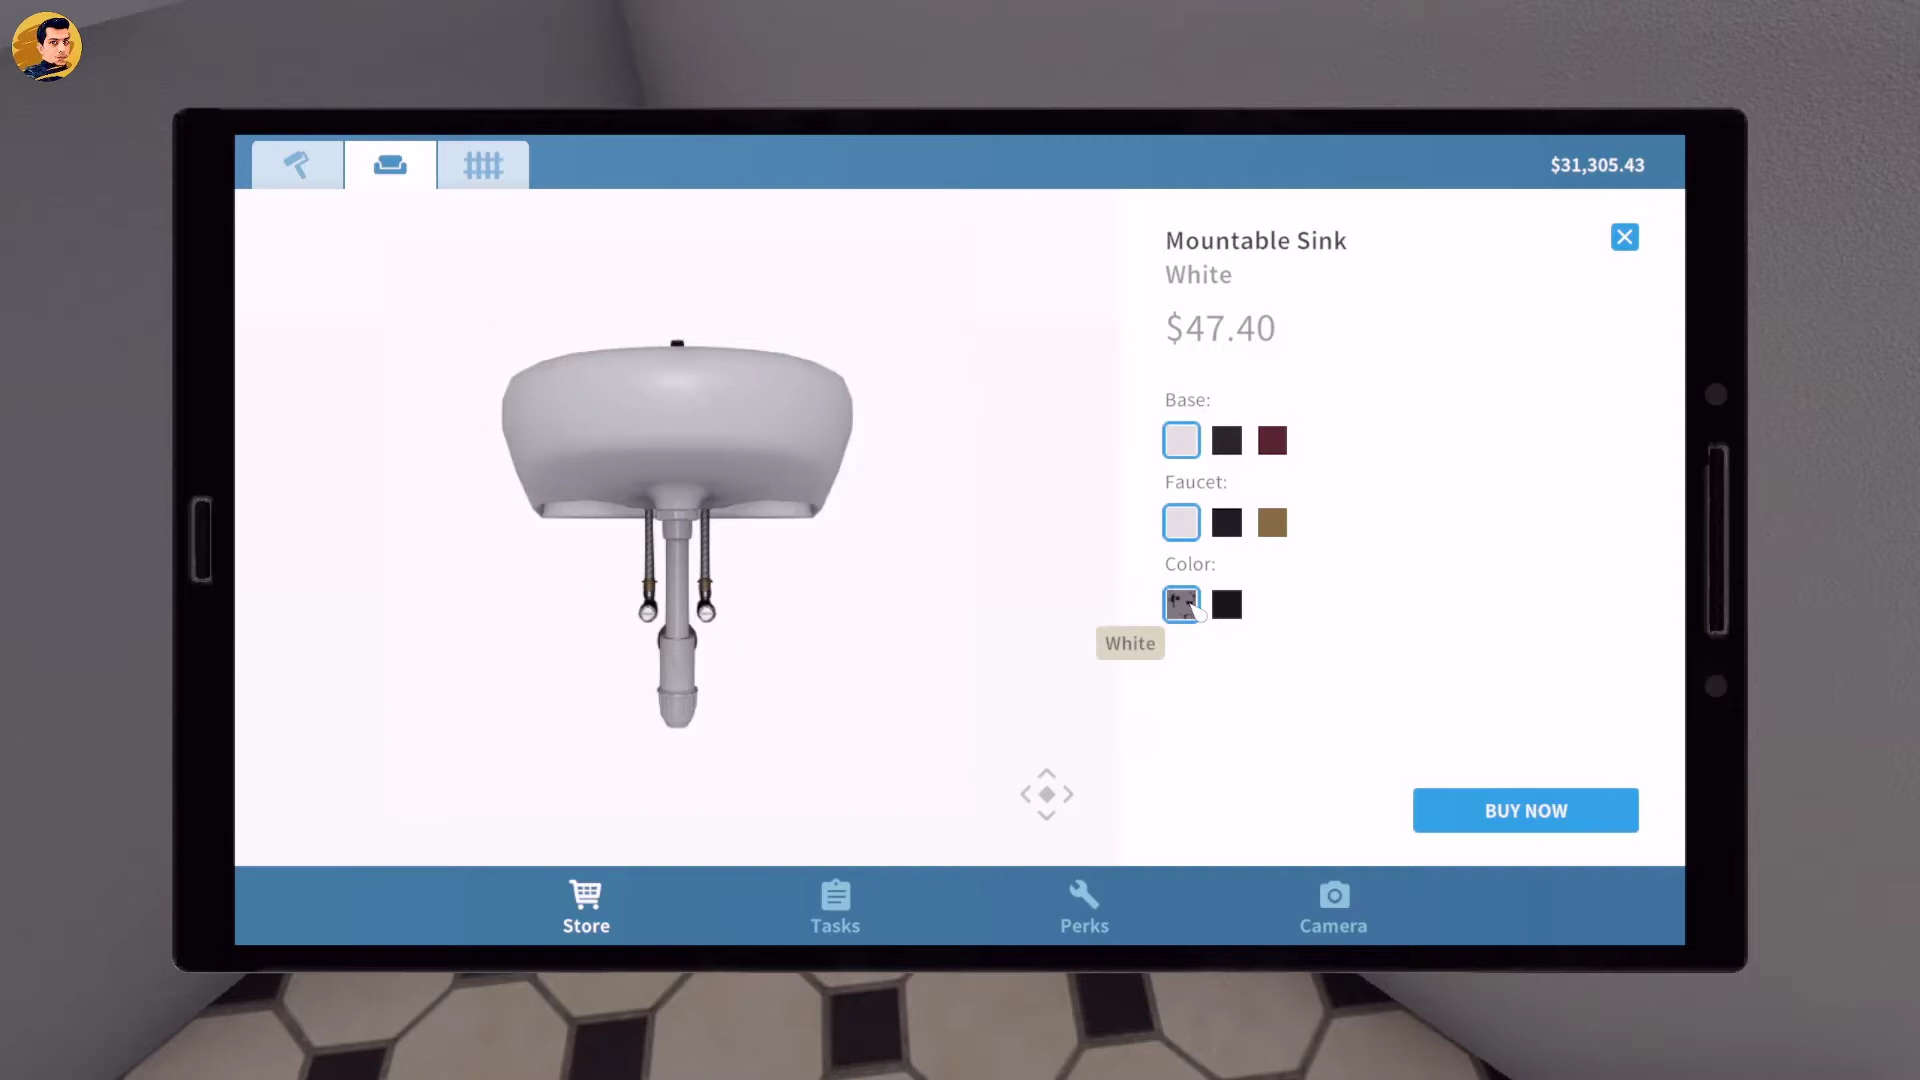 $31,305.43
Mountable Sink
White
$47.40
Base:
Faucet:
Color:
White
BUY NOW
Store
Tasks
Perks
Camera